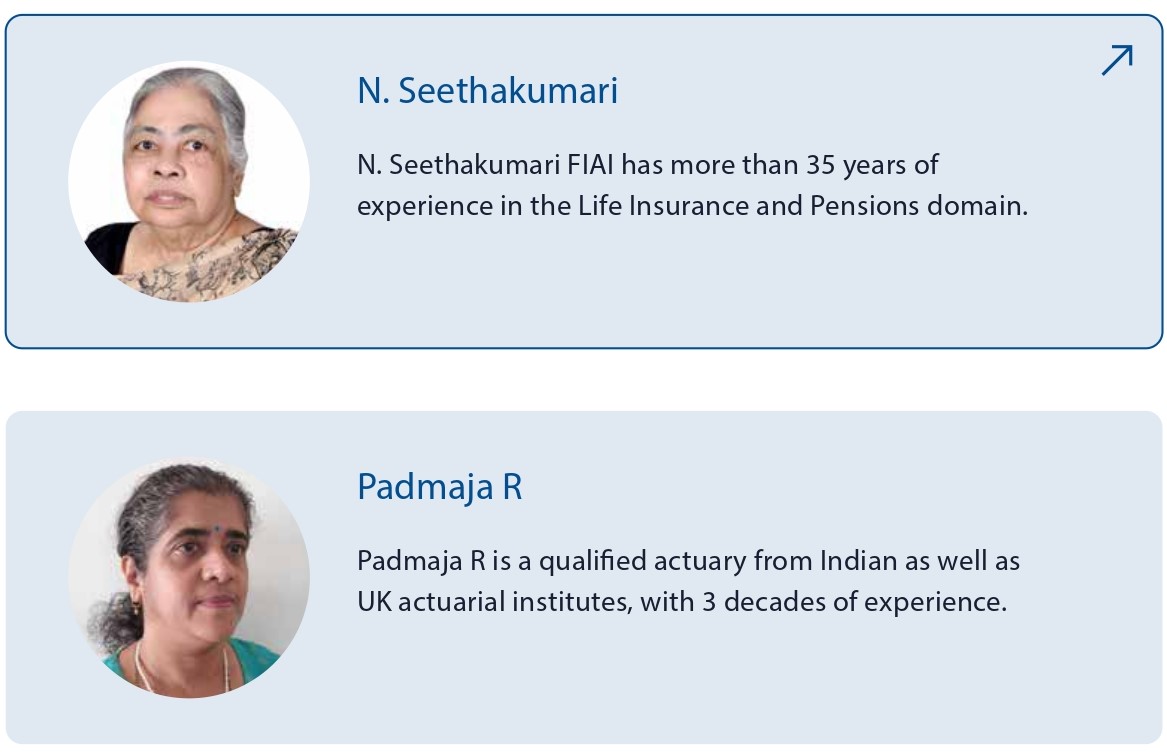 N. Seethakumari
N. Seethakumari FIAI has more than 35 years of
experience in the Life Insurance and Pensions domain.
Padmaja R
Padmaja R is a qualified actuary from Indian as well as
UK actuarial institutes, with 3 decades of experience.